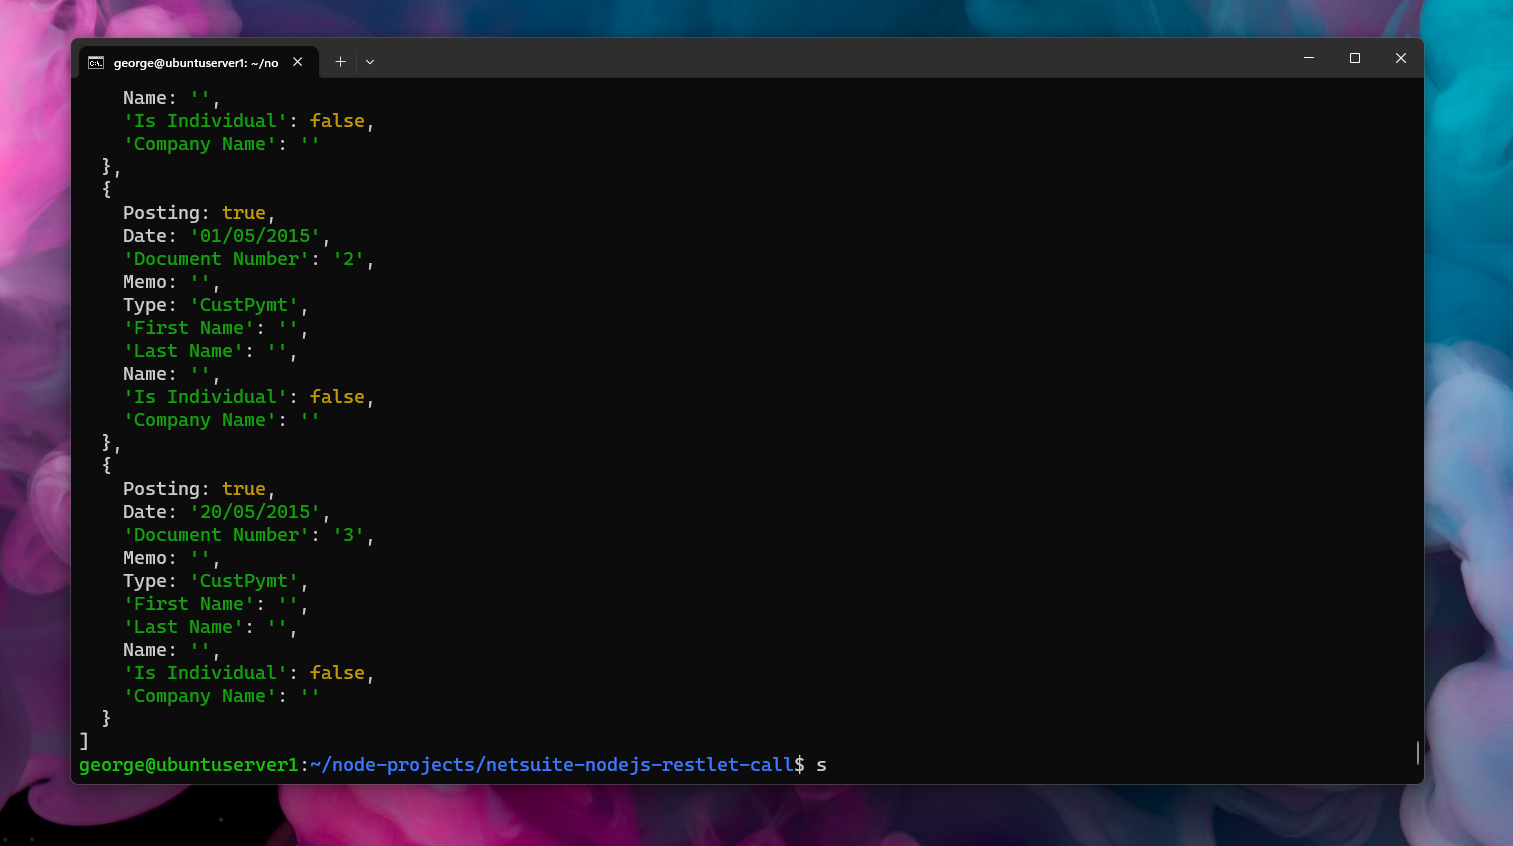 george@ubuntuserver1: ~/no
    Name: '',
    'Is Individual': false,
    'Company Name': ''
  },
  {
    Posting: true,
    Date: '01/05/2015',
    'Document Number': '2',
    Memo: '',
    Type: 'CustPymt',
    'First Name': '',
    'Last Name': '',
    Name: '',
    'Is Individual': false,
    'Company Name': ''
  },
  {
    Posting: true,
    Date: '20/05/2015',
    'Document Number': '3',
    Memo: '',
    Type: 'CustPymt',
    'First Name': '',
    'Last Name': '',
    Name: '',
    'Is Individual': false,
    'Company Name': ''
  }
]
george@ubuntuserver1:~/node-projects/netsuite-nodejs-restlet-call$ s